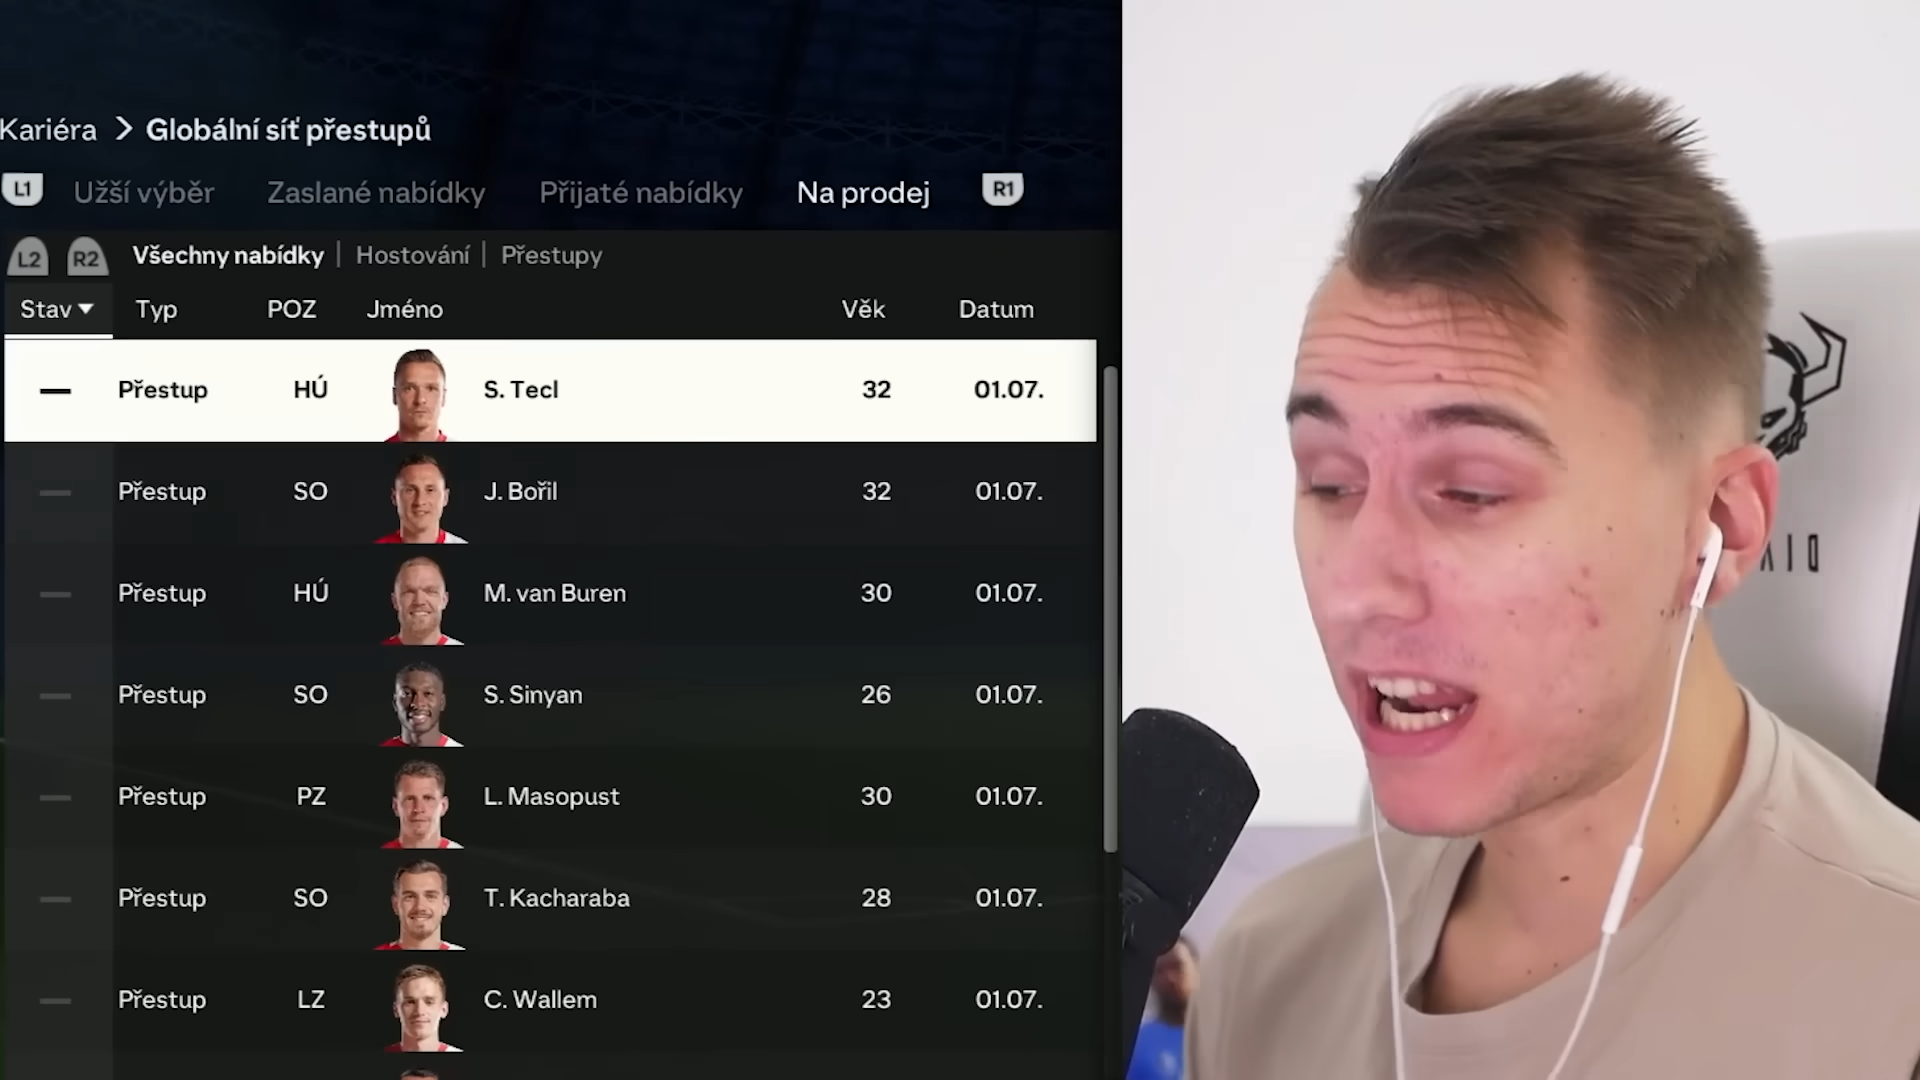 Kariéra > Globální síť přestupů
L1 Užší výběr Zaslané nabídky Přijaté nabídky Na prodej R1
L2 R2 Všechny nabídky | Hostování | Přestupy
Stav Typ POZ Jméno Věk Datum
— Přestup HÚ S. Tecl 32 01.07.
— Přestup SO J. Bořil 32 01.07.
— Přestup HÚ M. van Buren 30 01.07.
— Přestup SO S. Sinyan 26 01.07.
— Přestup PZ L. Masopust 30 01.07.
— Přestup SO T. Kacharaba 28 01.07.
— Přestup LZ C. Wallem 23 01.07.